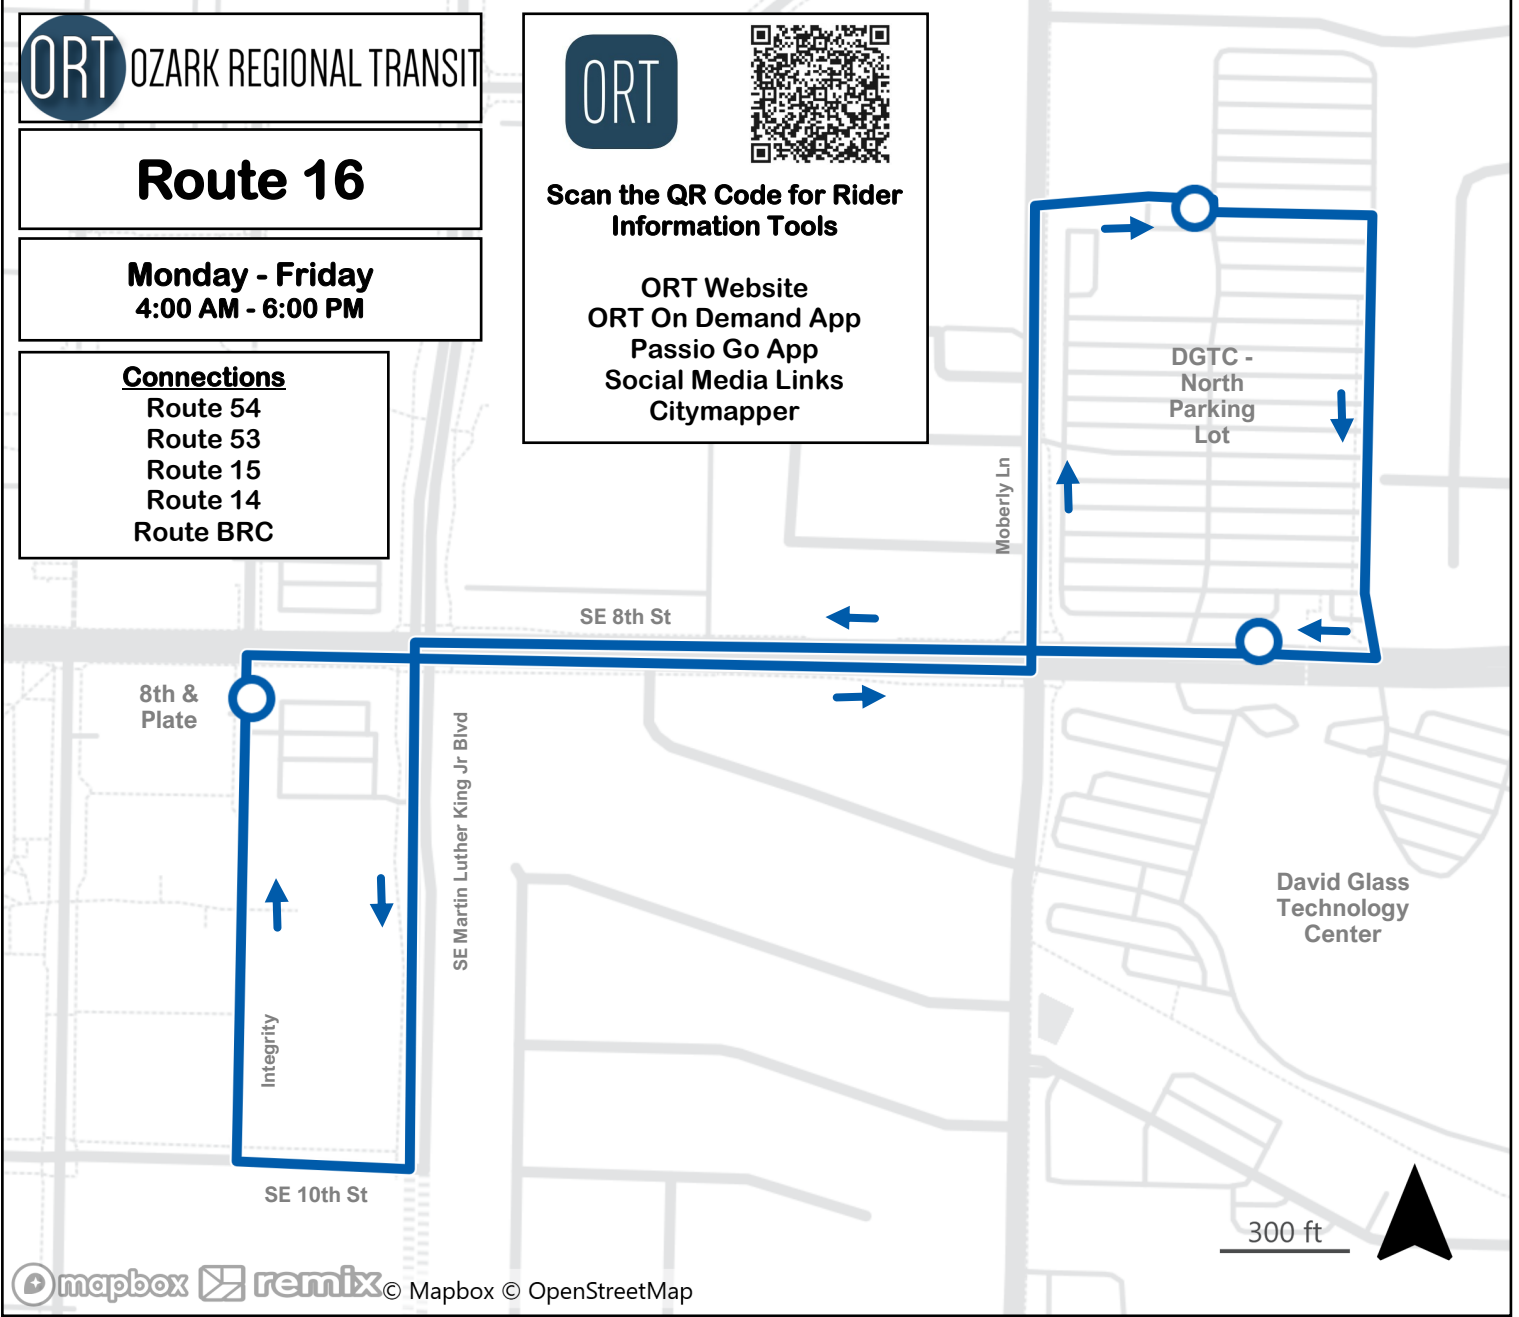 ORT OZARK REGIONAL TRANSIT
Route 16
Monday - Friday
4:00 AM - 6:00 PM
Connections
Route 54
Route 53
Route 15
Route 14
Route BRC
ORT
Scan the QR Code for Rider
Information Tools
ORT Website
ORT On Demand App
Passio Go App
Social Media Links
Citymapper
DGTC -
North
Parking
Lot
Moberly Ln
SE 8th St
8th &
Plate
SE Martin Luther King Jr Blvd
David Glass
Technology
Center
Integrity
SE 10th St
300 ft
mapbox remix © Mapbox © OpenStreetMap